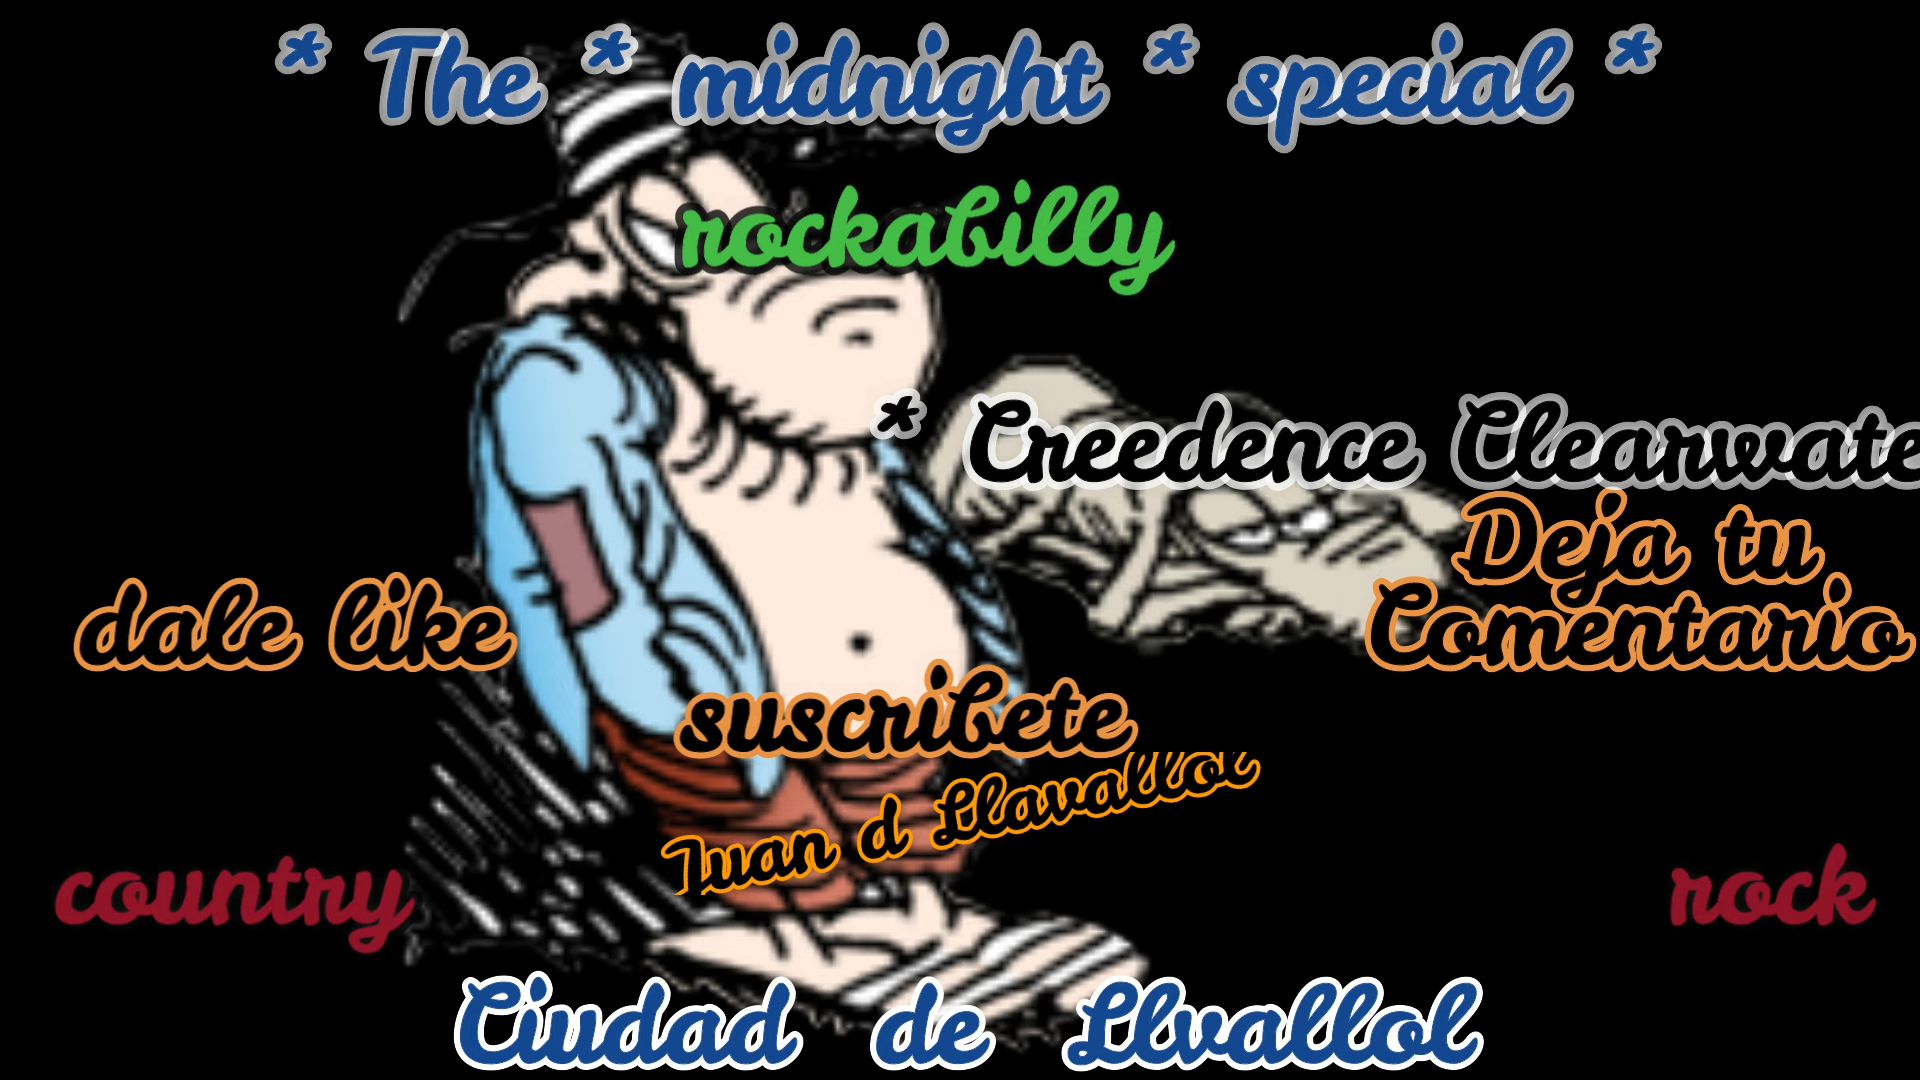 * The * midnight * special *
rockabilly
* Creedence Clearwate
Deja tu
Comentario
dale like
suscribete
Juan d Llavallol
country
rock
Ciudad de Llvallol